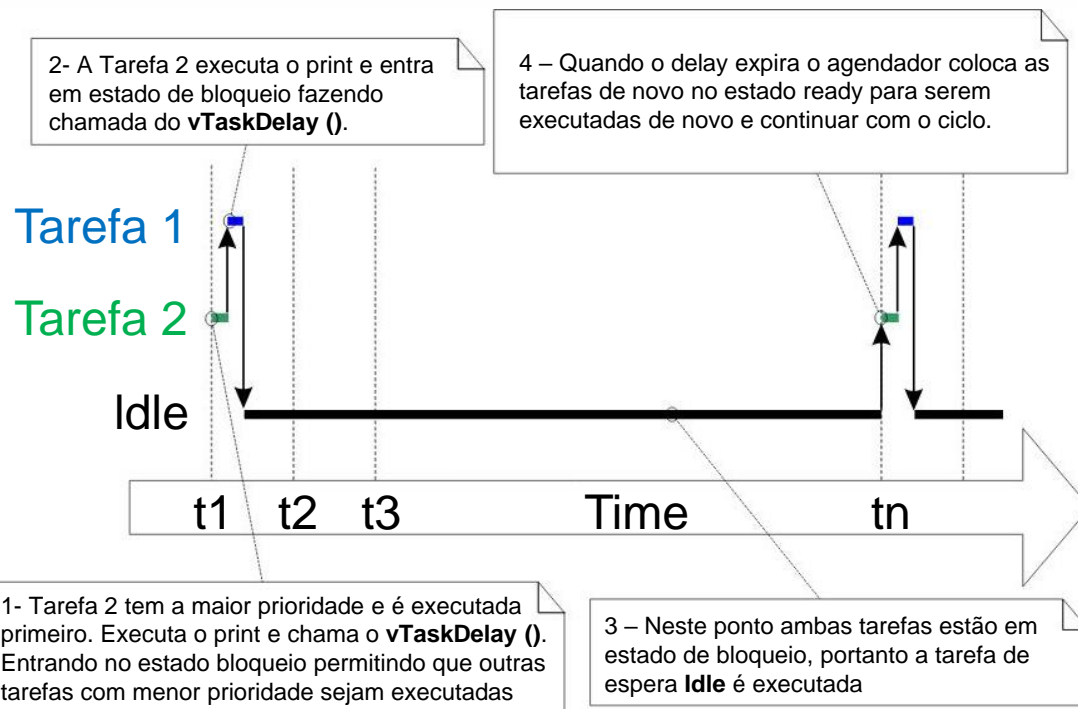 2- A Tarefa 2 executa o print e entra
em estado de bloqueio fazendo
chamada do vTaskDelay ().
4 – Quando o delay expira o agendador coloca as
tarefas de novo no estado ready para serem
executadas de novo e continuar com o ciclo.
Tarefa 1
Tarefa 2
Idle
t1 t2 t3 Time tn
1- Tarefa 2 tem a maior prioridade e é executada
primeiro. Executa o print e chama o vTaskDelay ().
Entrando no estado bloqueio permitindo que outras
tarefas com menor prioridade sejam executadas
3 – Neste ponto ambas tarefas estão em
estado de bloqueio, portanto a tarefa de
espera Idle é executada